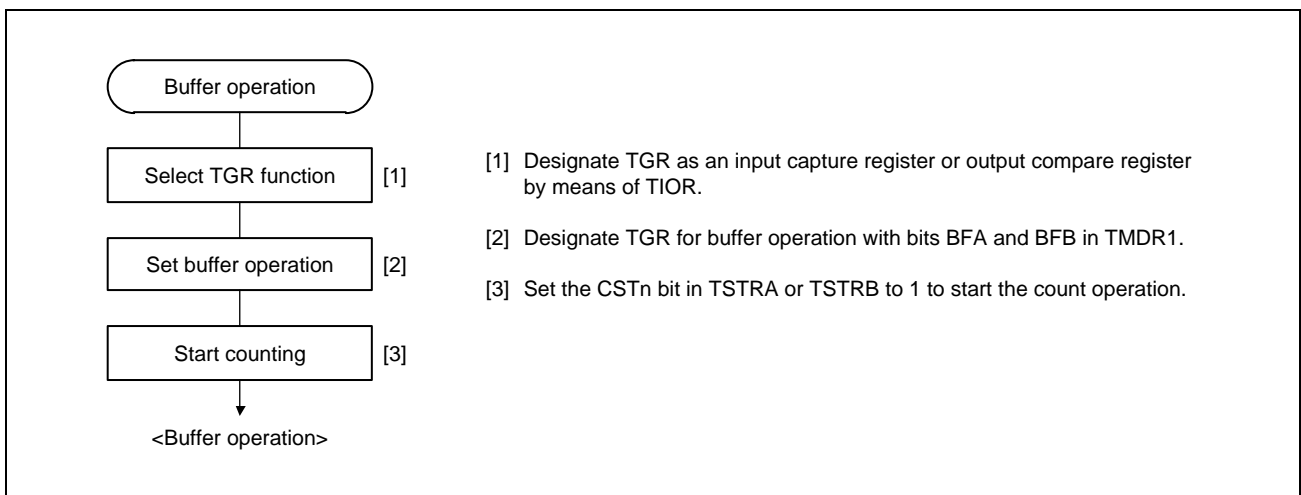 Buffer operation
Select TGR function [1]
Set buffer operation [2]
Start counting [3]
<Buffer operation>
[1] Designate TGR as an input capture register or output compare register
by means of TIOR.
[2] Designate TGR for buffer operation with bits BFA and BFB in TMDR1.
[3] Set the CSTn bit in TSTRA or TSTRB to 1 to start the count operation.